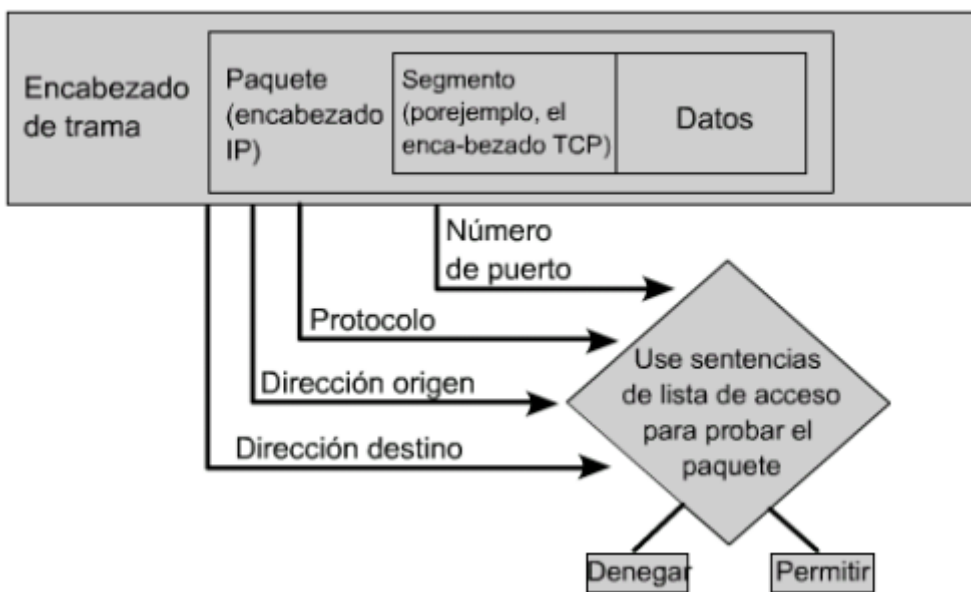 Encabezado
de trama
Paquete
(encabezado
IP)
Segmento
(porejemplo, el
enca-bezado TCP)
Datos
Número
de puerto
Protocolo
Dirección origen
Dirección destino
Use sentencias
de lista de acceso
para probar el
paquete
Denegar
Permitir